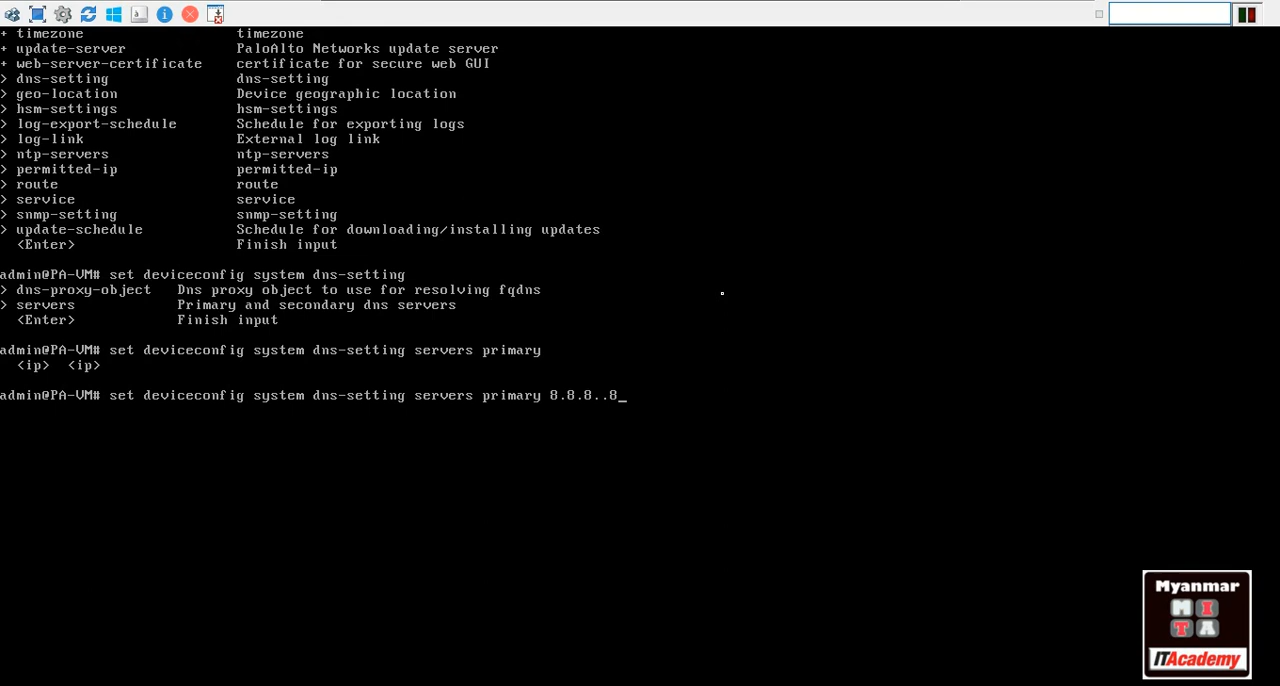 + timezone timezone
+ update-server PaloAlto Networks update server
+ web-server-certificate certificate for secure web GUI
> dns-setting dns-setting
> geo-location Device geographic location
> hsm-settings hsm-settings
> log-export-schedule Schedule for exporting logs
> log-link External log link
> ntp-servers ntp-servers
> permitted-ip permitted-ip
> route route
> service service
> snmp-setting snmp-setting
> update-schedule Schedule for downloading/installing updates
<Enter> Finish input
admin@PA-VM# set deviceconfig system dns-setting
> dns-proxy-object Dns proxy object to use for resolving fqdns
> servers Primary and secondary dns servers
<Enter> Finish input
admin@PA-VM# set deviceconfig system dns-setting servers primary
<ip> <ip>
admin@PA-VM# set deviceconfig system dns-setting servers primary 8.8.8..8_
Myanmar
M I
T A
ITAcademy